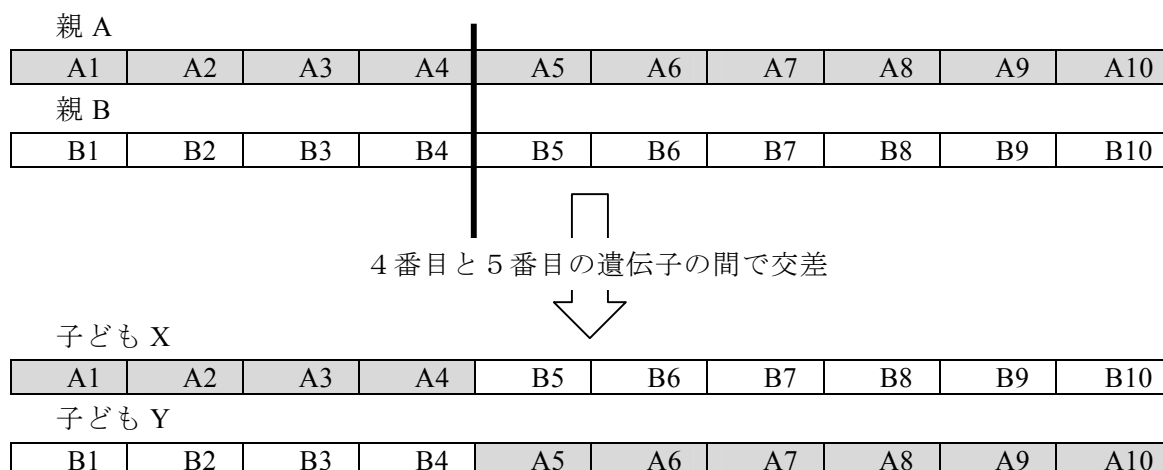 親 A
A1 A2 A3 A4 A5 A6 A7 A8 A9 A10
親 B
B1 B2 B3 B4 B5 B6 B7 B8 B9 B10
４番目と５番目の遺伝子の間で交差
子ども X
A1 A2 A3 A4 B5 B6 B7 B8 B9 B10
子ども Y
B1 B2 B3 B4 A5 A6 A7 A8 A9 A10